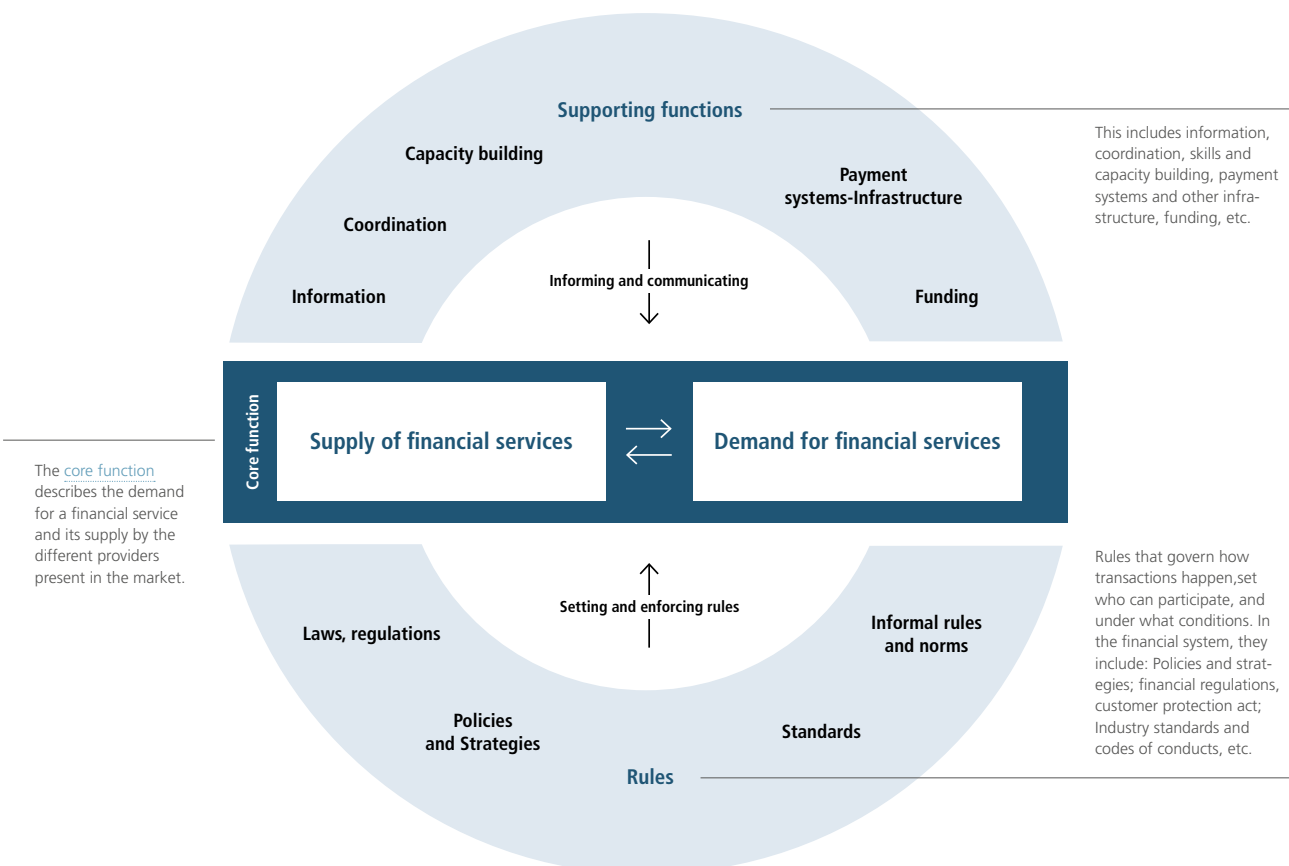 Supporting functions
This includes information,
coordination, skills and
capacity building, payment
systems and other infra-
structure, funding, etc.
Capacity building
Payment
systems-Infrastructure
Coordination
Information
Informing and communicating
Funding
Core function
Supply of financial services
Demand for financial services
The core function
describes the demand
for a financial service
and its supply by the
different providers
present in the market.
Setting and enforcing rules
Laws, regulations
Informal rules
and norms
Policies
and Strategies
Standards
Rules
Rules that govern how
transactions happen,set
who can participate, and
under what conditions. In
the financial system, they
include: Policies and strat-
egies; financial regulations,
customer protection act;
Industry standards and
codes of conducts, etc.